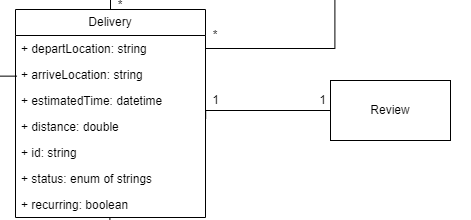 *
Delivery
*
+ departLocation: string
+ arriveLocation: string
+ estimatedTime: datetime
1
1
Review
+ distance: double
+ id: string
+ status: enum of strings
+ recurring: boolean